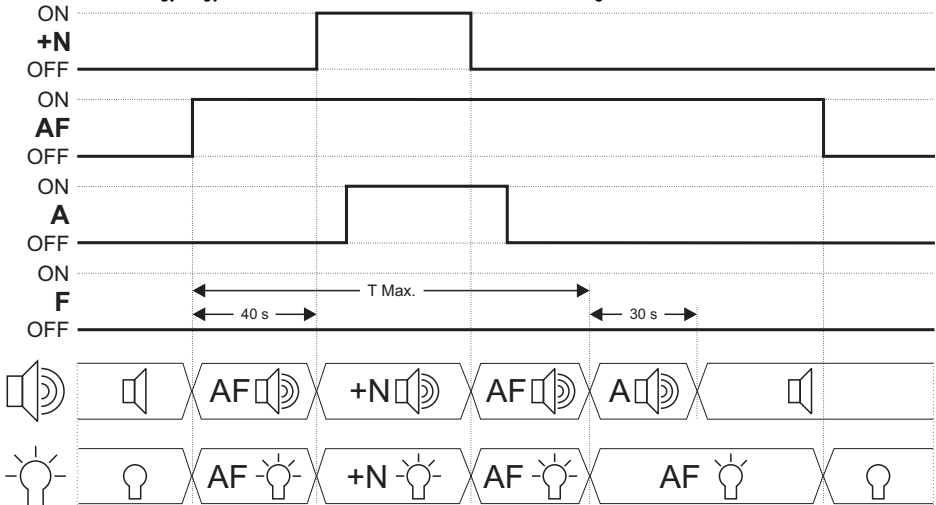 ON
+N
OFF
ON
AF
OFF
ON
A
OFF
ON
F
OFF
T Max.
40 s
30 s
AF +N AF A
AF +N AF AF